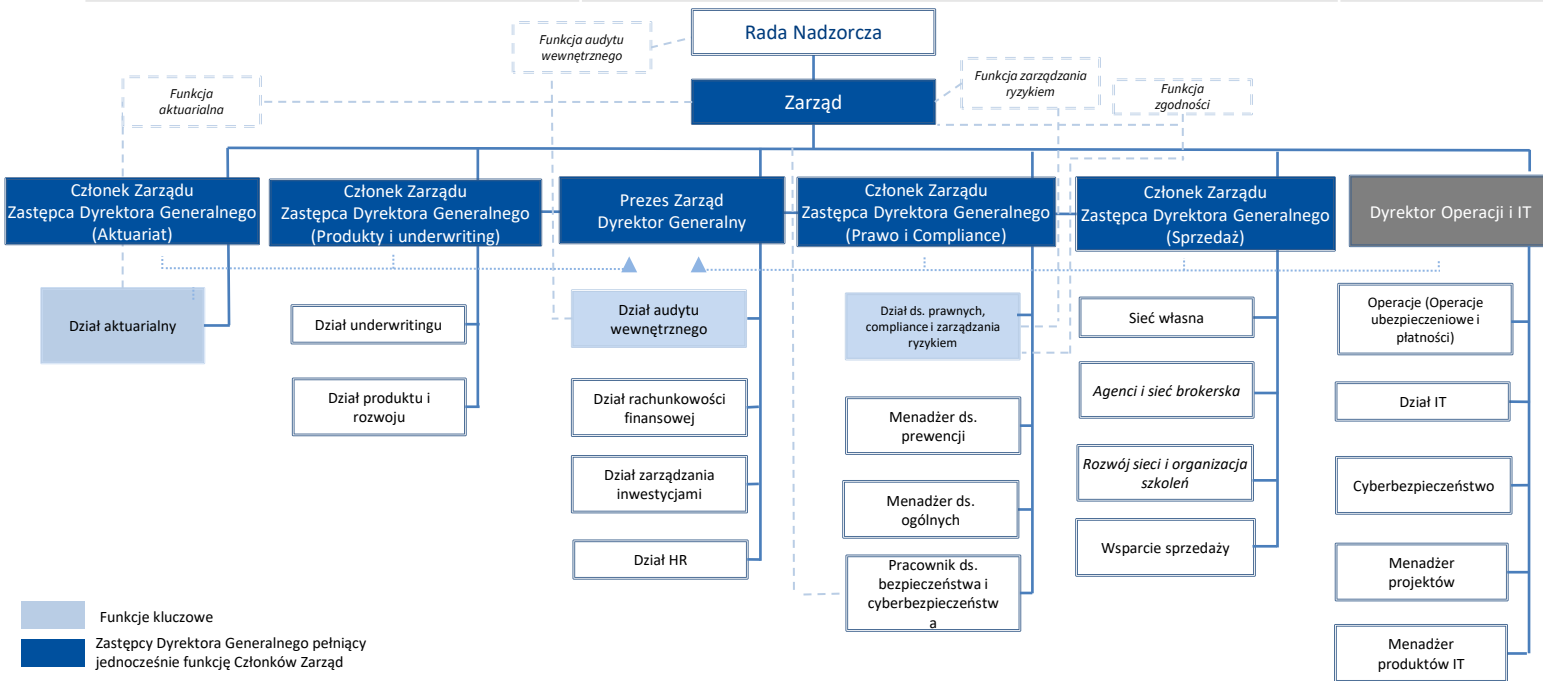 Rada Nadzorcza
Funkcja audytu
wewnętrznego
Funkcja zarządzania
ryzykiem
Funkcja
aktuarialna
Zarząd
Funkcja
zgodności
Członek Zarządu
Zastępca Dyrektora Generalnego
(Aktuariat)
Członek Zarządu
Zastępca Dyrektora Generalnego
(Produkty i underwriting)
Prezes Zarząd
Dyrektor Generalny
Członek Zarządu
Zastępca Dyrektora Generalnego
(Prawo i Compliance)
Członek Zarządu
Zastępca Dyrektora Generalnego
(Sprzedaż)
Dyrektor Operacji i IT
Dział aktuarialny
Dział underwritingu
Dział produktu i
rozwoju
Dział audytu
wewnętrznego
Dział rachunkowości
finansowej
Dział zarządzania
inwestycjami
Dział HR
Dział ds. prawnych,
compliance i zarządzania
ryzykiem
Menadżer ds.
prewencji
Menadżer ds.
ogólnych
Pracownik ds.
bezpieczeństwa i
cyberbezpieczeństw
a
Sieć własna
Agenci i sieć brokerska
Rozwój sieci i organizacja
szkoleń
Wsparcie sprzedaży
Operacje (Operacje
ubezpieczeniowe i
płatności)
Dział IT
Cyberbezpieczeństwo
Menadżer
projektów
Menadżer
produktów IT
Funkcje kluczowe
Zastępcy Dyrektora Generalnego pełniący
jednocześnie funkcję Członków Zarząd